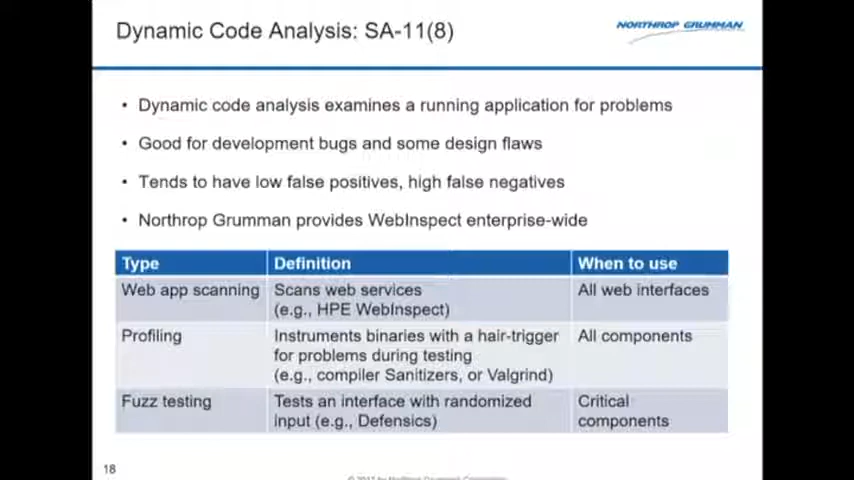 Dynamic Code Analysis: SA-11(8)
NORTHROP GRUMMAN
• Dynamic code analysis examines a running application for problems
• Good for development bugs and some design flaws
• Tends to have low false positives, high false negatives
• Northrop Grumman provides WebInspect enterprise-wide
Type Definition When to use
Web app scanning Scans web services All web interfaces
(e.g., HPE WebInspect)
Profiling Instruments binaries with a hair-trigger All components
for problems during testing
(e.g., compiler Sanitizers, or Valgrind)
Fuzz testing Tests an interface with randomized Critical
input (e.g., Defensics) components
18